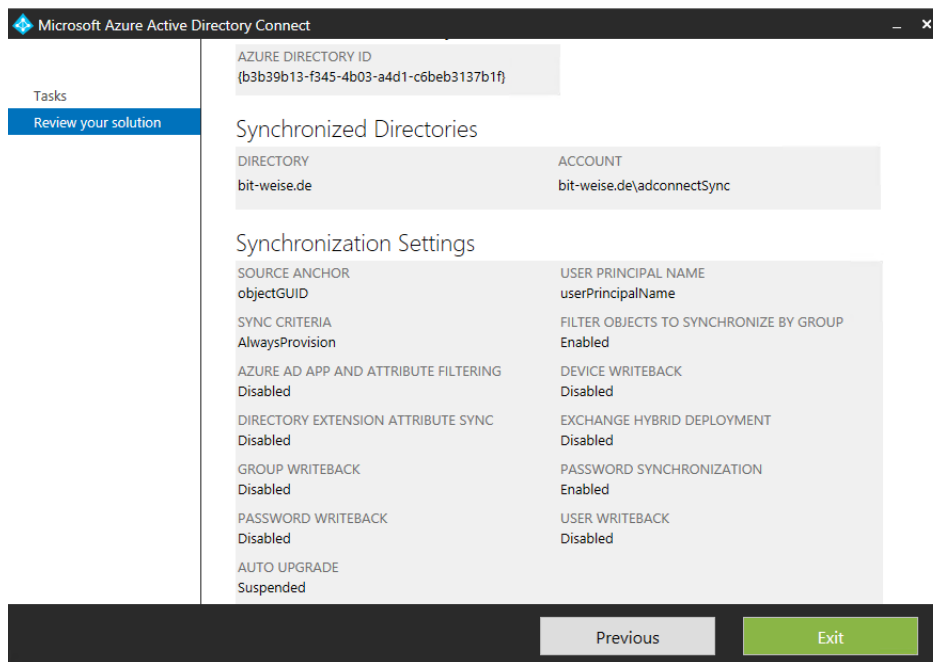 Microsoft Azure Active Directory Connect
Tasks
Review your solution
AZURE DIRECTORY ID
{b3b39b13-f345-4b03-a4d1-c6beb3137b1f}
Synchronized Directories
DIRECTORY ACCOUNT
bit-weise.de bit-weise.de\adconnectSync
Synchronization Settings
SOURCE ANCHOR USER PRINCIPAL NAME
objectGUID userPrincipalName
SYNC CRITERIA FILTER OBJECTS TO SYNCHRONIZE BY GROUP
AlwaysProvision Enabled
AZURE AD APP AND ATTRIBUTE FILTERING DEVICE WRITEBACK
Disabled Disabled
DIRECTORY EXTENSION ATTRIBUTE SYNC EXCHANGE HYBRID DEPLOYMENT
Disabled Disabled
GROUP WRITEBACK PASSWORD SYNCHRONIZATION
Disabled Enabled
PASSWORD WRITEBACK USER WRITEBACK
Disabled Disabled
AUTO UPGRADE
Suspended
Previous Exit